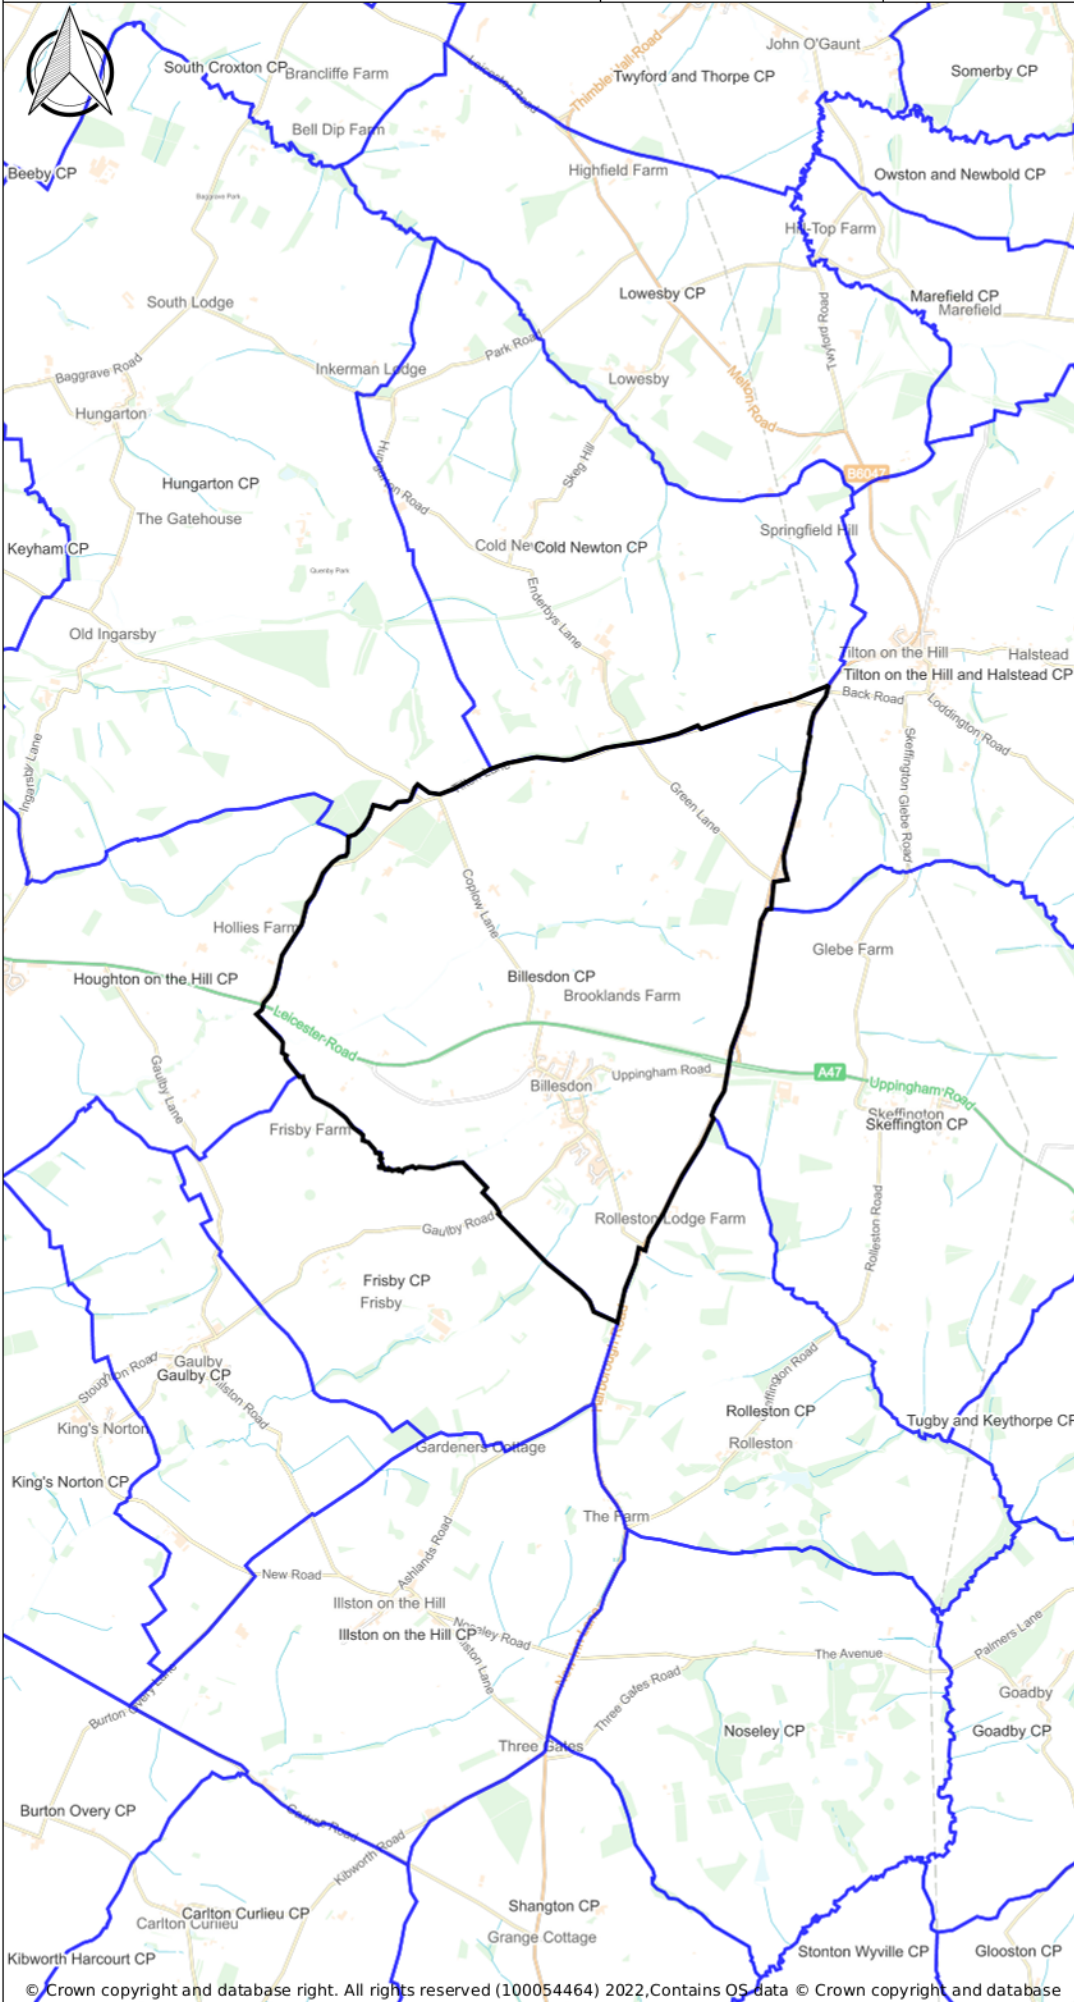 John O'Gaunt
South Croxton CP
Brancliffe Farm
Leicester Road
Thimble Hall Road
Twyford and Thorpe CP
Somerby CP
Bell Dip Farm
Beeby CP
Highfield Farm
Owston and Newbold CP
Baggrave Park
Hill-Top Farm
South Lodge
Lowesby CP
Marefield CP
Marefield
Twyford Road
Park Road
Baggrave Road
Inkerman Lodge
Lowesby
Melton Road
Hungarton
Hungarton Road
Skeg Hill
B6047
Hungarton CP
The Gatehouse
Springfield Hill
Keyham CP
Cold Newton CP
Quenby Park
Enderbys Lane
Old Ingarsby
Tilton on the Hill
Halstead
Tilton on the Hill and Halstead CP
Back Road
Loddington Road
Ingarsby Lane
Skeffington Glebe Road
Green Lane
Coplow Lane
Hollies Farm
Glebe Farm
Houghton on the Hill CP
Billesdon CP
Brooklands Farm
Leicester Road
Gaulby Lane
Billesdon
Uppingham Road
A47
Uppingham Road
Skeffington
Skeffington CP
Frisby Farm
Rolleston Road
Gaulby Road
Rolleston Lodge Farm
Frisby CP
Frisby
Stoughton Road
Gaulby
Gaulby CP
King's Norton
Rolleston CP
Tugby and Keythorpe CP
Rolleston
Gardeners Cottage
King's Norton CP
The Farm
Ashlands Road
New Road
Illston on the Hill
Illston on the Hill CP
Noseley Road
The Avenue
Palmers Lane
Three Gates Road
Burton Overy Lane
Goadby
Noseley CP
Goadby CP
Three Gates
Burton Overy CP
Carlton Road
Kibworth Road
Shangton CP
Carlton Curlieu CP
Carlton Curlieu
Grange Cottage
Kibworth Harcourt CP
Stonton Wyville CP
Glooston CP
© Crown copyright and database right. All rights reserved (100054464) 2022,Contains OS data © Crown copyright and database